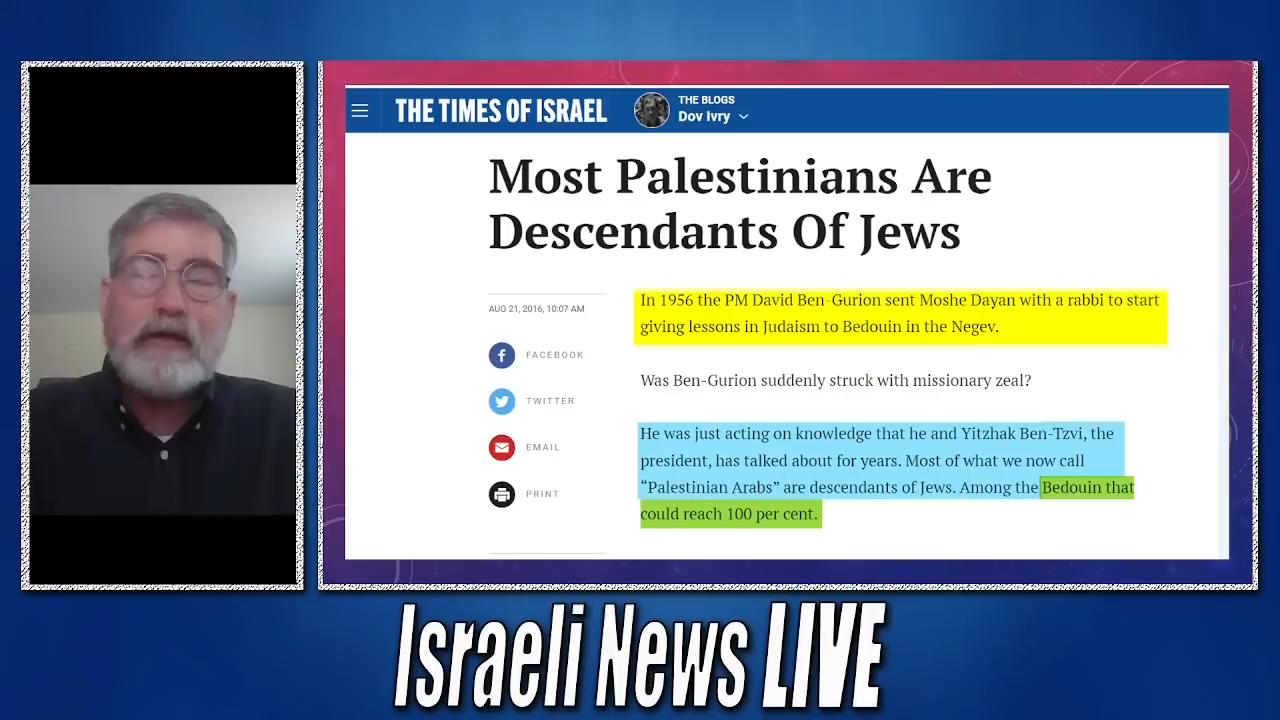 THE TIMES OF ISRAEL
THE BLOGS
Dov Ivry
Most Palestinians Are
Descendants Of Jews
AUG 21, 2016, 10:07 AM
FACEBOOK
TWITTER
EMAIL
PRINT
In 1956 the PM David Ben-Gurion sent Moshe Dayan with a rabbi to start
giving lessons in Judaism to Bedouin in the Negev.
Was Ben-Gurion suddenly struck with missionary zeal?
He was just acting on knowledge that he and Yitzhak Ben-Tzvi, the
president, has talked about for years. Most of what we now call
“Palestinian Arabs” are descendants of Jews. Among the Bedouin that
could reach 100 per cent.
Israeli News LIVE